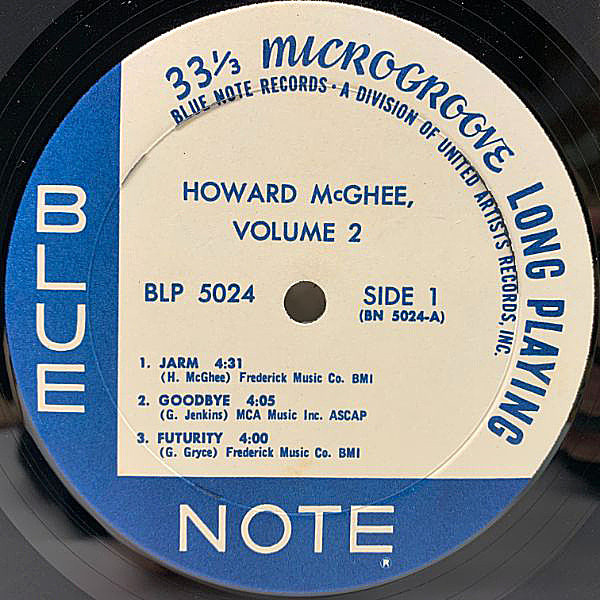 33⅓ MICROGROOVE LONG PLAYING
BLUE NOTE RECORDS • A DIVISION OF UNITED ARTISTS RECORDS, INC.
HOWARD McGHEE,
VOLUME 2
BLP 5024
SIDE 1
(BN 5024-A)
1. JARM 4:31
(H. McGhee) Frederick Music Co. BMI
2. GOODBYE 4:05
(G. Jenkins) MCA Music Inc. ASCAP
3. FUTURITY 4:00
(G. Gryce) Frederick Music Co. BMI
BLUE
NOTE
®